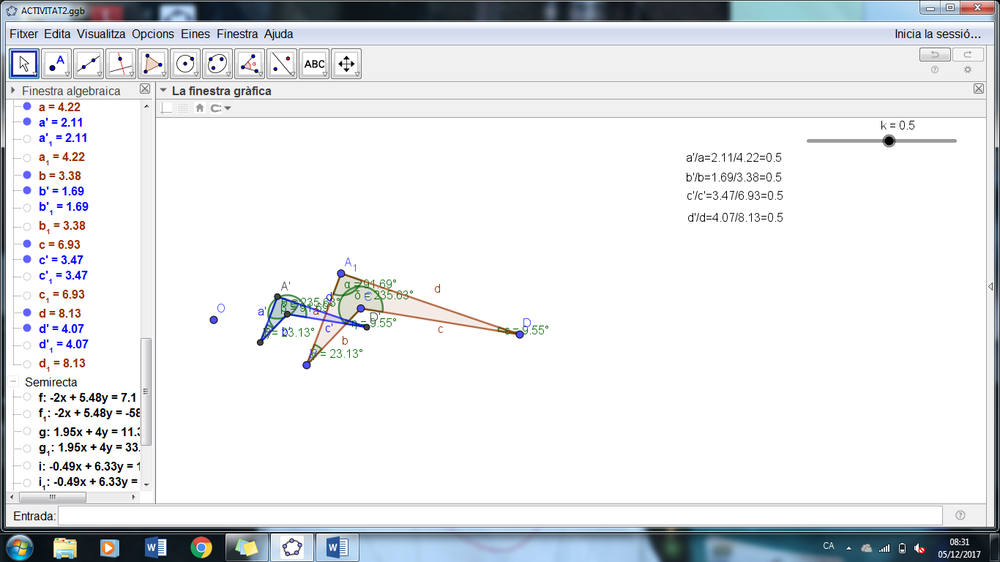 ACTIVITAT2.ggb
Fitxer Edita Visualitza Opcions Eines Finestra Ajuda
Inicia la sessió...
A
α
ABC
Finestra algebraica
La finestra gràfica
a = 4.22
a' = 2.11
a'₁ = 2.11
a₁ = 4.22
b = 3.38
b' = 1.69
b'₁ = 1.69
b₁ = 3.38
c = 6.93
c' = 3.47
c'₁ = 3.47
c₁ = 6.93
d = 8.13
d' = 4.07
d'₁ = 4.07
d₁ = 8.13
Semirecta
f: -2x + 5.48y = 7.1
f₁: -2x + 5.48y = -58
g: 1.95x + 4y = 11.3
g₁: 1.95x + 4y = 33.
i: -0.49x + 6.33y = 1
i₁: -0.49x + 6.33y =
k = 0.5
a'/a=2.11/4.22=0.5
b'/b=1.69/3.38=0.5
c'/c'=3.47/6.93=0.5
d'/d=4.07/8.13=0.5
A₁
α = 91.69°
d
A'
d'
δ = 235.63°
C
O
a'
a
D'
η = 9.55°
D
= 9.55°
b'
c'
c
= 23.13°
b
= 23.13°
Entrada:
CA
08:31
05/12/2017